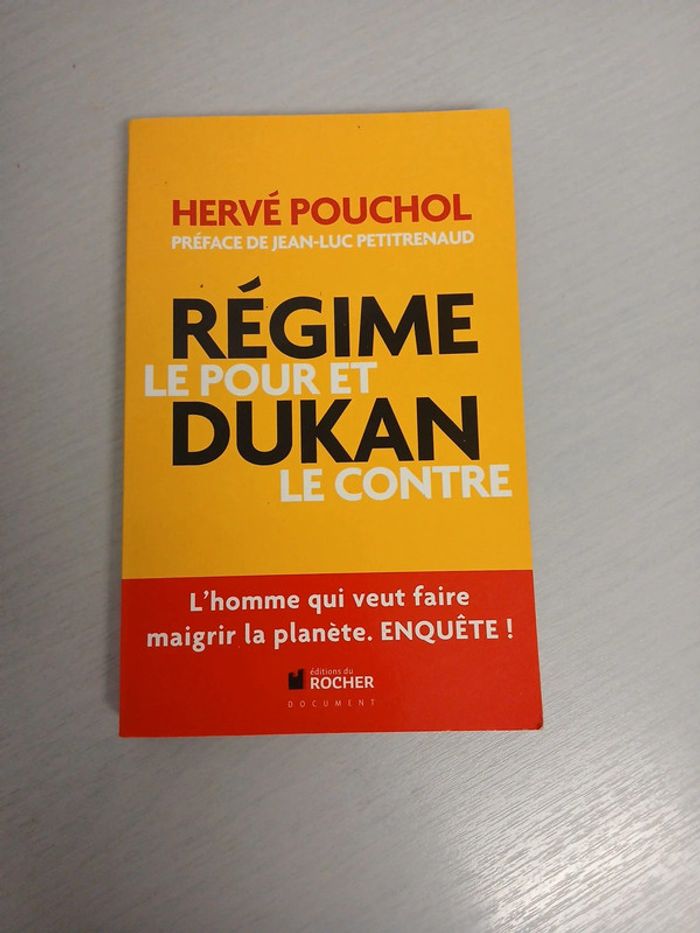 HERVÉ POUCHOL
PRÉFACE DE JEAN-LUC PETITRENAUD
RÉGIME
LE POUR ET
DUKAN
LE CONTRE
L'homme qui veut faire
maigrir la planète. ENQUÊTE !
éditions du
ROCHER
DOCUMENT